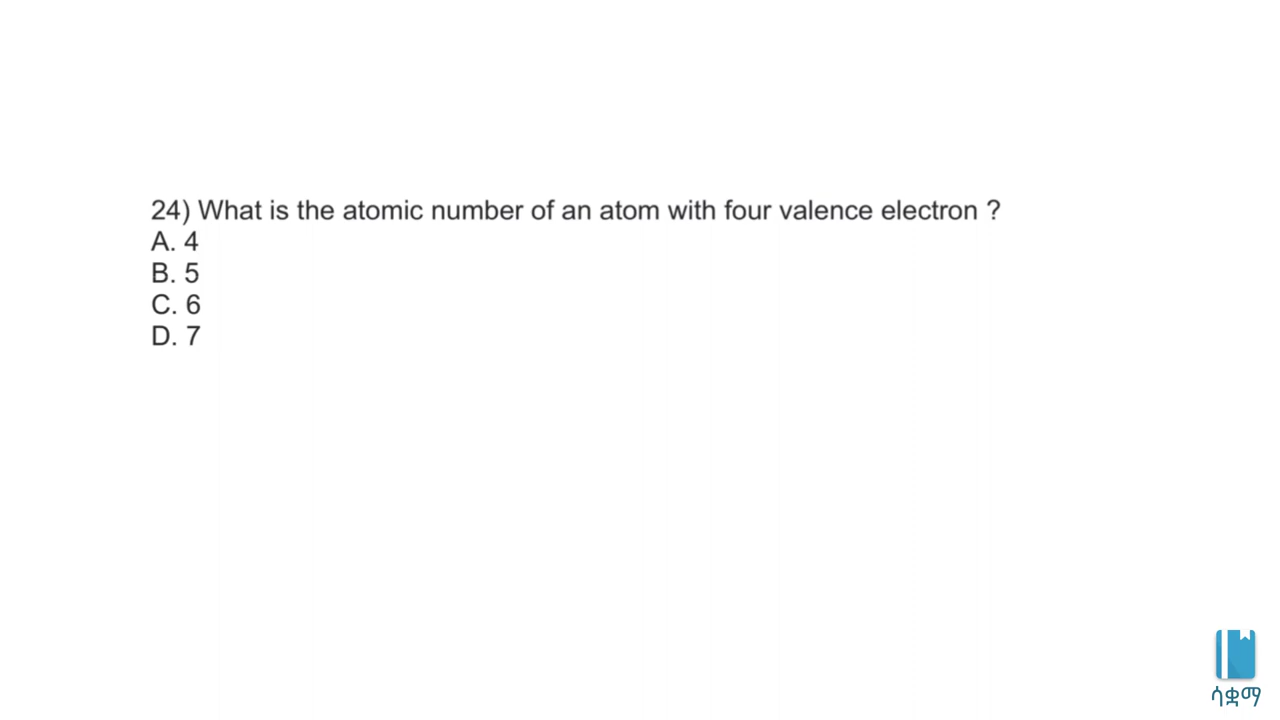 24) What is the atomic number of an atom with four valence electron ?
A. 4
B. 5
C. 6
D. 7
ሳቋማ